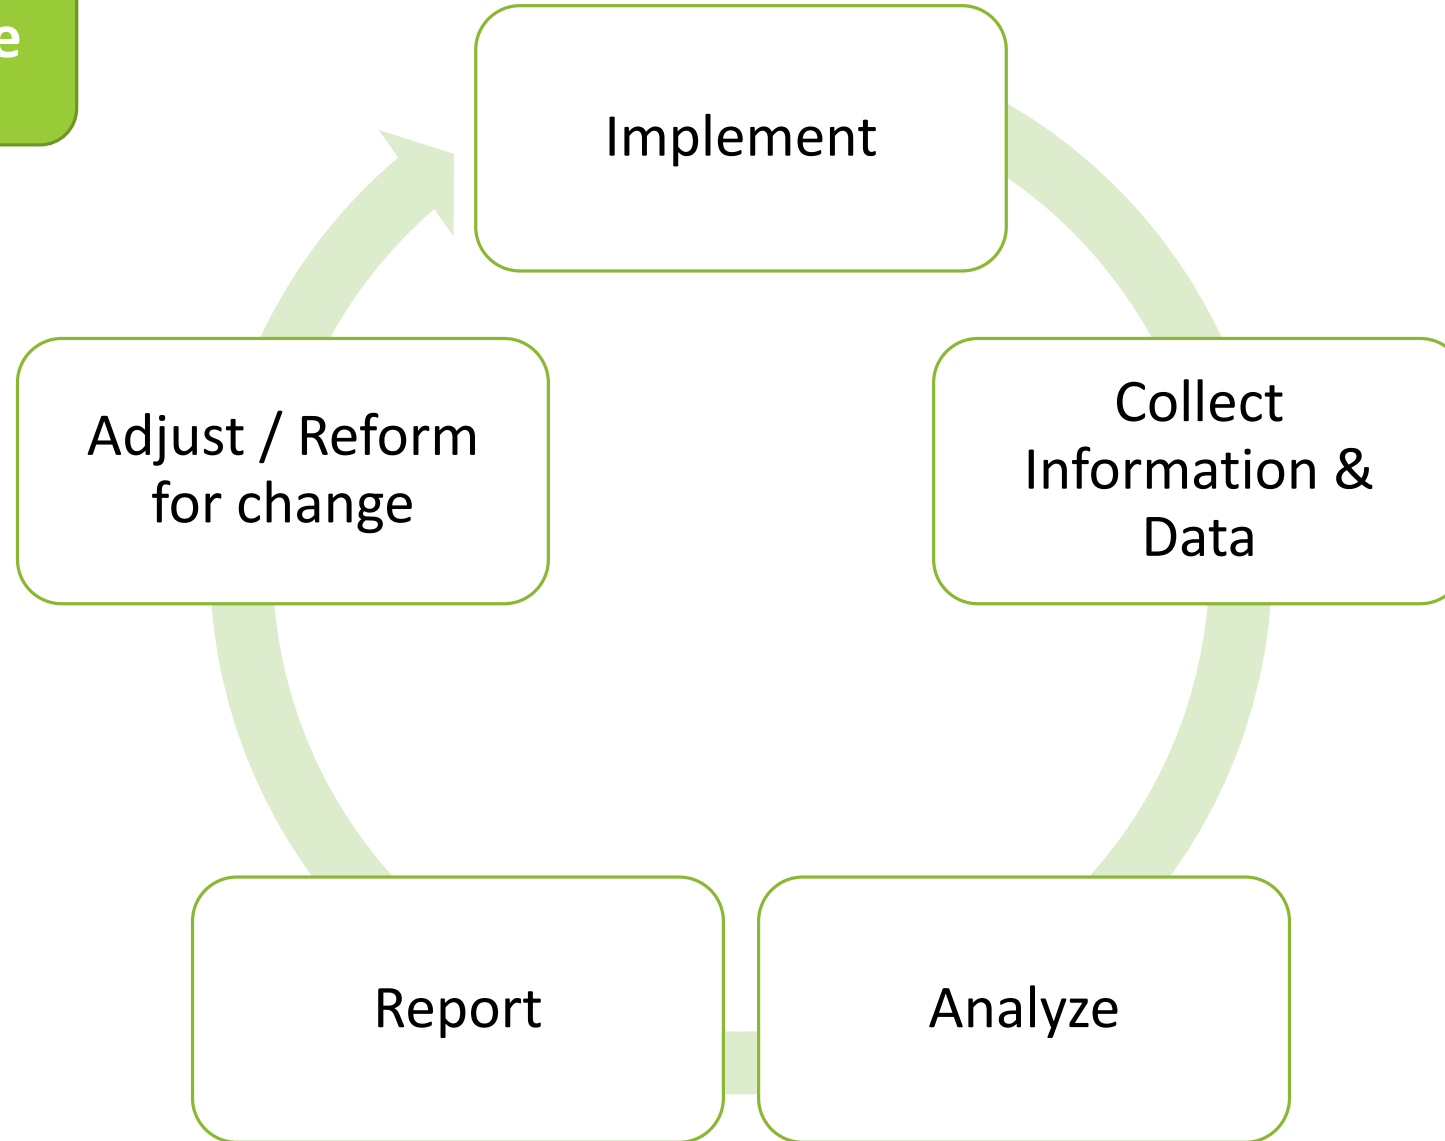 e
Implement
Collect
Information &
Data
Adjust / Reform
for change
Report
Analyze